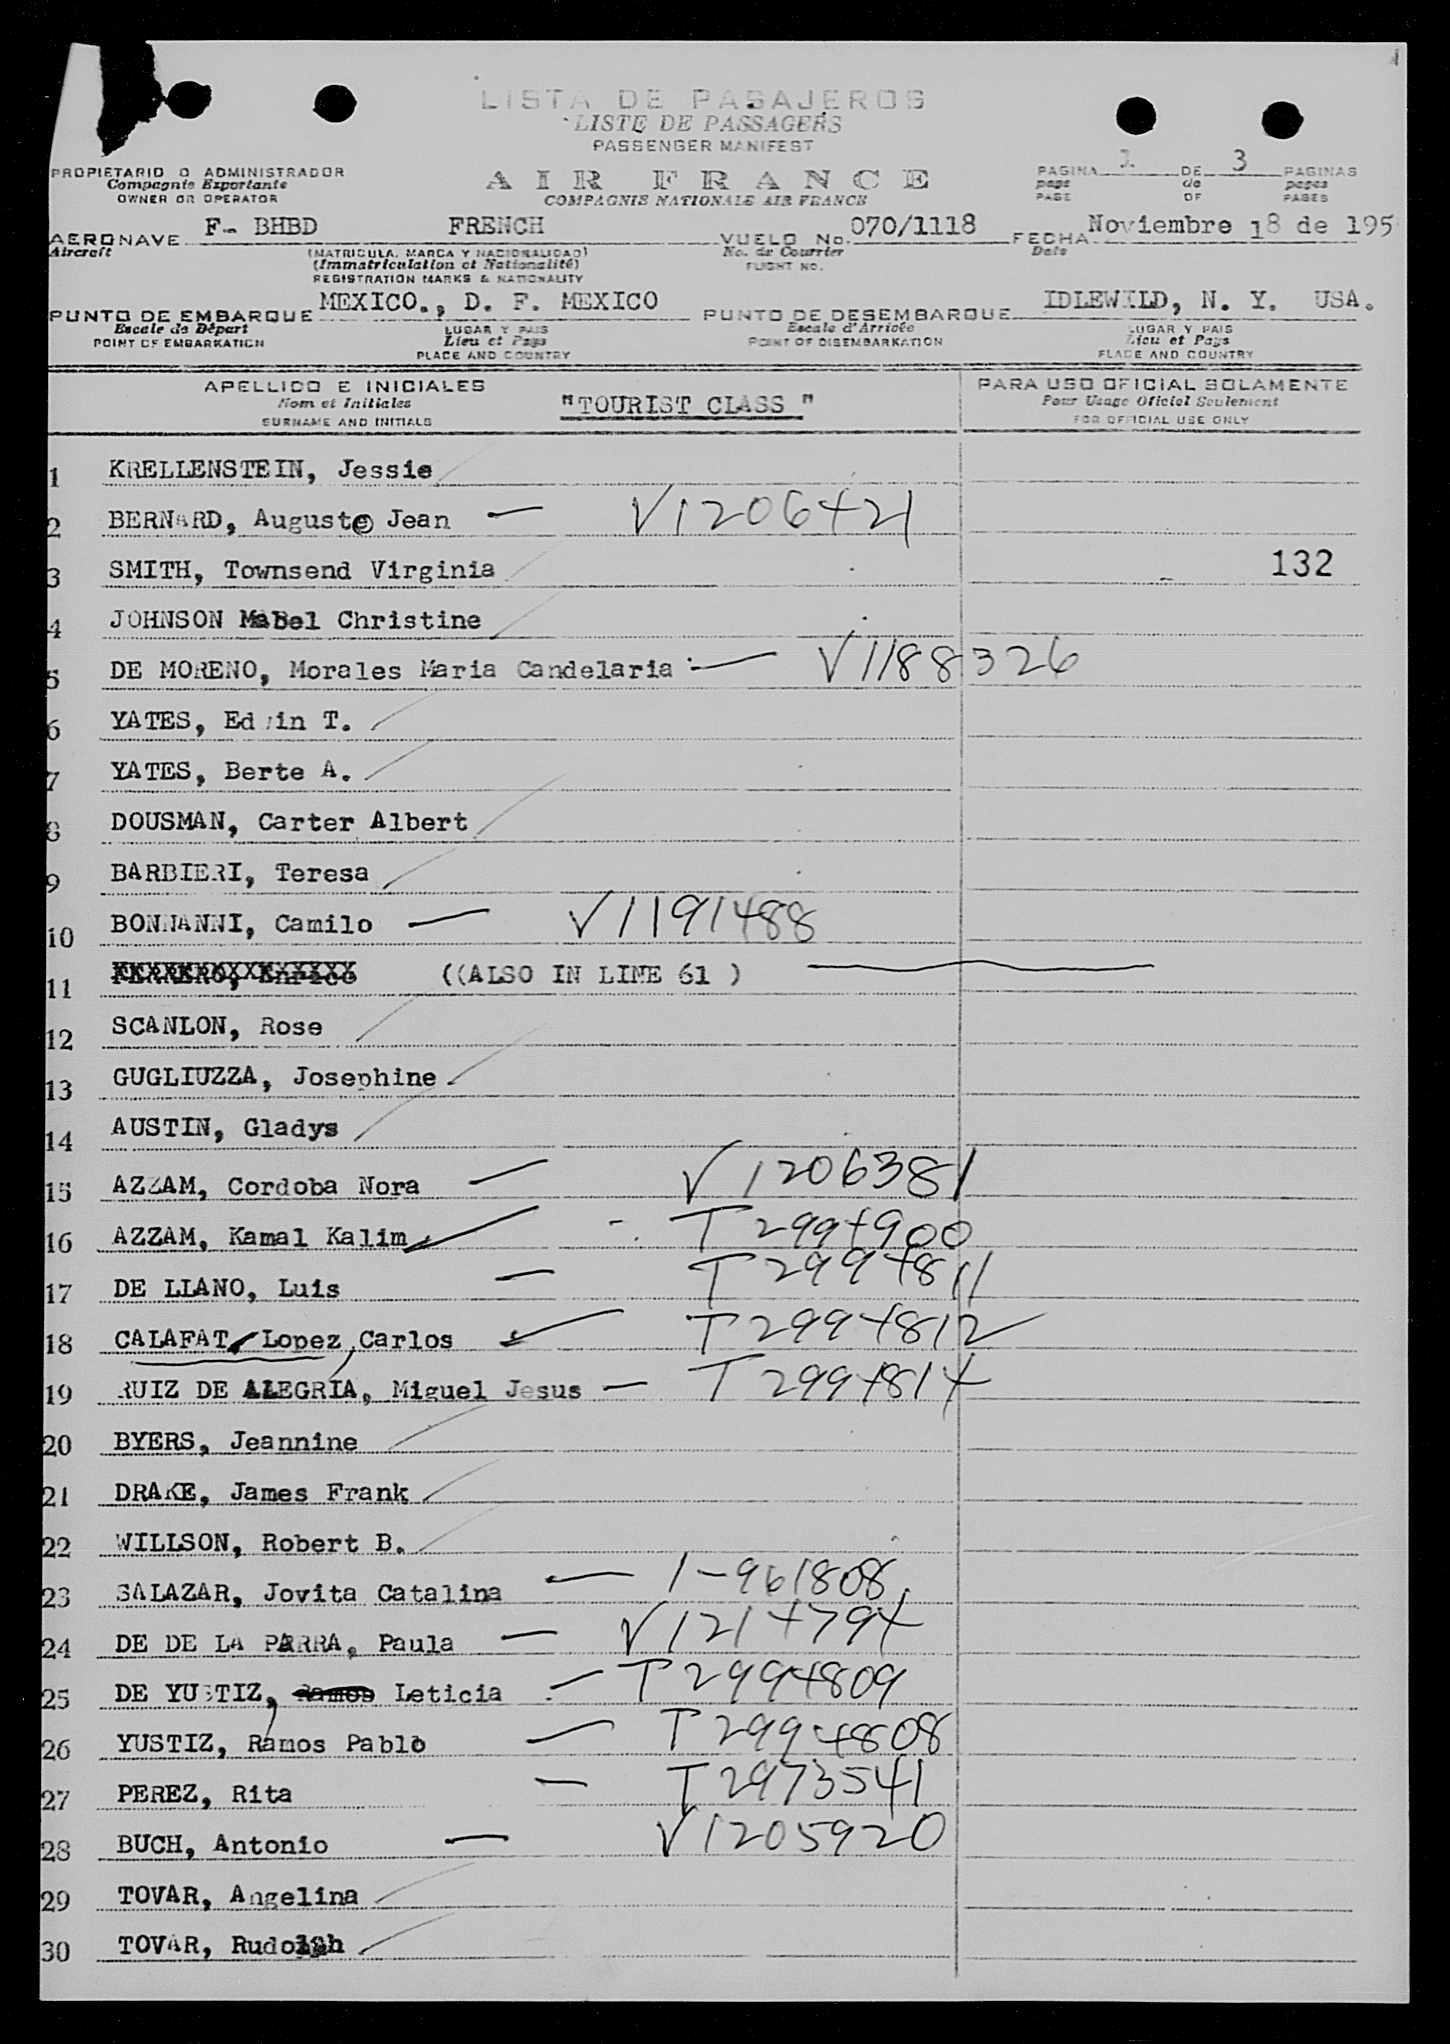 LISTA DE PASAJEROS
LISTE DE PASSAGERS
PASSENGER MANIFEST
PROPIETARIO O ADMINISTRADOR
Compagnie Exportante
OWNER OR OPERATOR
AIR FRANCE
COMPAGNIE NATIONALE AIR FRANCE
PAGINA 1 DE 3 PAGINAS
page de pages
PAGE OF PAGES
AERONAVE F- BHBD FRENCH VUELO No. 070/1118 FECHA Noviembre 18 de 195
Aircraft (MATRICULA, MARCA Y NACIONALIDAD) No. de Courrier Date
(Immatriculation et Nationalité) FLIGHT NO.
REGISTRATION MARKS & NATIONALITY
PUNTO DE EMBARQUE MEXICO., D. F. MEXICO PUNTO DE DESEMBARQUE IDLEWILD, N. Y. USA.
Escale de Départ LUGAR Y PAIS Escale d'Arrivée LUGAR Y PAIS
POINT OF EMBARKATION Lieu et Pays POINT OF DISEMBARKATION Lieu et Pays
PLACE AND COUNTRY PLACE AND COUNTRY
APELLIDO E INICIALES PARA USO OFICIAL SOLAMENTE
Nom et Initiales "TOURIST CLASS " Pour Usage Oficiel Seulement
SURNAME AND INITIALS FOR OFFICIAL USE ONLY
1 KRELLENSTEIN, Jessie
2 BERNARD, Auguste Jean — V1206421
3 SMITH, Townsend Virginia 132
4 JOHNSON Mabel Christine
5 DE MORENO, Morales Maria Candelaria — V1188326
6 YATES, Edwin T.
7 YATES, Berte A.
8 DOUSMAN, Carter Albert
9 BARBIERI, Teresa
10 BONNANNI, Camilo — V1191488
11 FERRERO, Enrico ((ALSO IN LINE 61 )
12 SCANLON, Rose
13 GUGLIUZZA, Josephine
14 AUSTIN, Gladys
15 AZZAM, Cordoba Nora — V1206381
16 AZZAM, Kamal Kalim - T2994900
17 DE LLANO, Luis — T2994811
18 CALAFAT, Lopez, Carlos T2994812
19 RUIZ DE ALEGRIA, Miguel Jesus — T2994814
20 BYERS, Jeannine
21 DRAKE, James Frank
22 WILLSON, Robert B.
23 SALAZAR, Jovita Catalina — 1-961808
24 DE DE LA PARRA, Paula — V1214794
25 DE YUSTIZ, Ramos Leticia — T2994809
26 YUSTIZ, Ramos Pablo — T2994808
27 PEREZ, Rita — T2973541
28 BUCH, Antonio — V1205920
29 TOVAR, Angelina
30 TOVAR, Rudolph